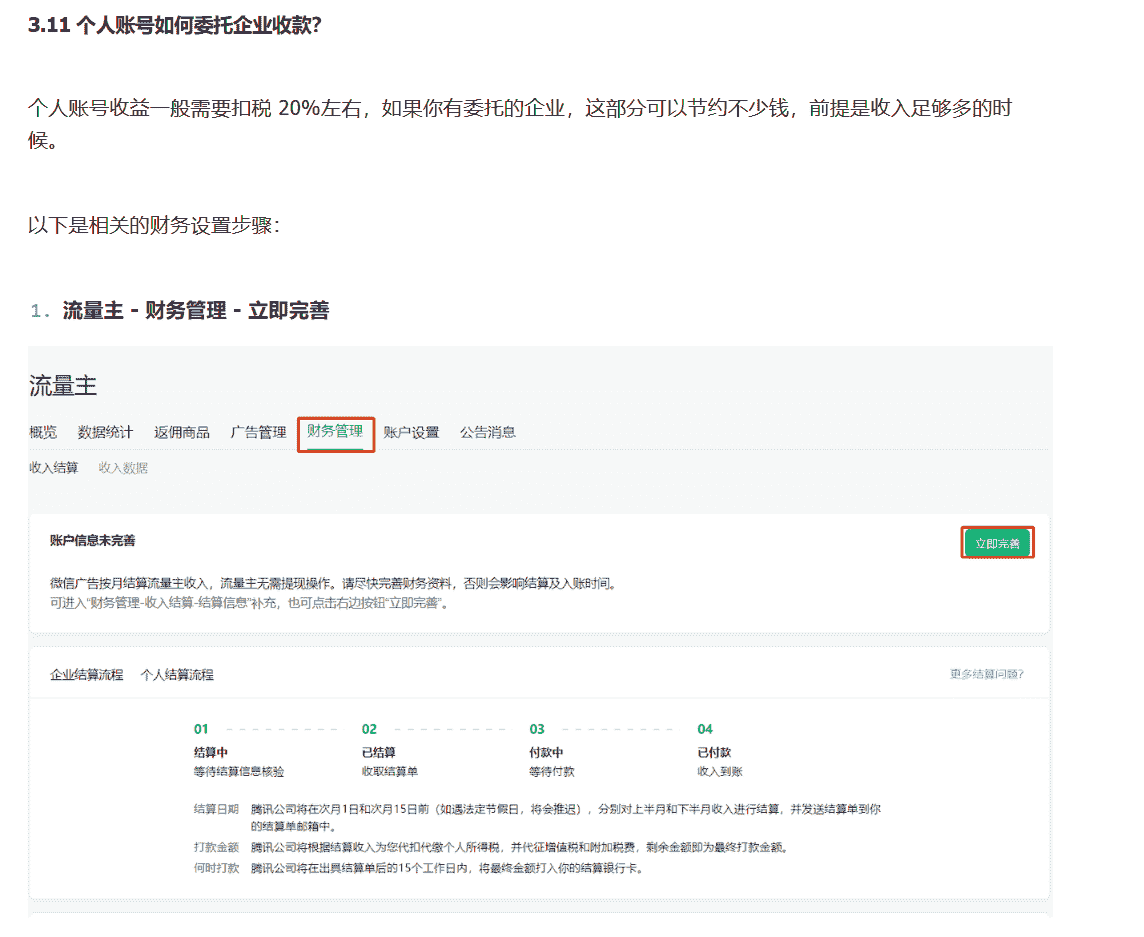 3.11 个人账号如何委托企业收款?
个人账号收益一般需要扣税 20%左右，如果你有委托的企业，这部分可以节约不少钱，前提是收入足够多的时
候。
以下是相关的财务设置步骤：
1. 流量主 - 财务管理 - 立即完善
流量主
概览 数据统计 返佣商品 广告管理 财务管理 账户设置 公告消息
收入结算 收入数据
账户信息未完善
立即完善
微信广告按月结算流量主收入，流量主无需提现操作。请尽快完善财务资料，否则会影响结算及入账时间。
可进入“财务管理-收入结算-结算信息”补充，也可点击右边按钮“立即完善”。
企业结算流程 个人结算流程 更多结算问题?
01 02 03 04
结算中 已结算 付款中 已付款
等待结算信息核验 收取结算单 等待付款 收入到账
结算日期 腾讯公司将在次月1日和次月15日前（如遇法定节假日，将会推迟），分别对上半月和下半月收入进行结算，并发送结算单到你
的结算单邮箱中。
打款金额 腾讯公司将根据结算收入为您代扣代缴个人所得税，并代征增值税和附加税费，剩余金额即为最终打款金额。
何时打款 腾讯公司将在出具结算单后的15个工作日内，将最终金额打入你的结算银行卡。